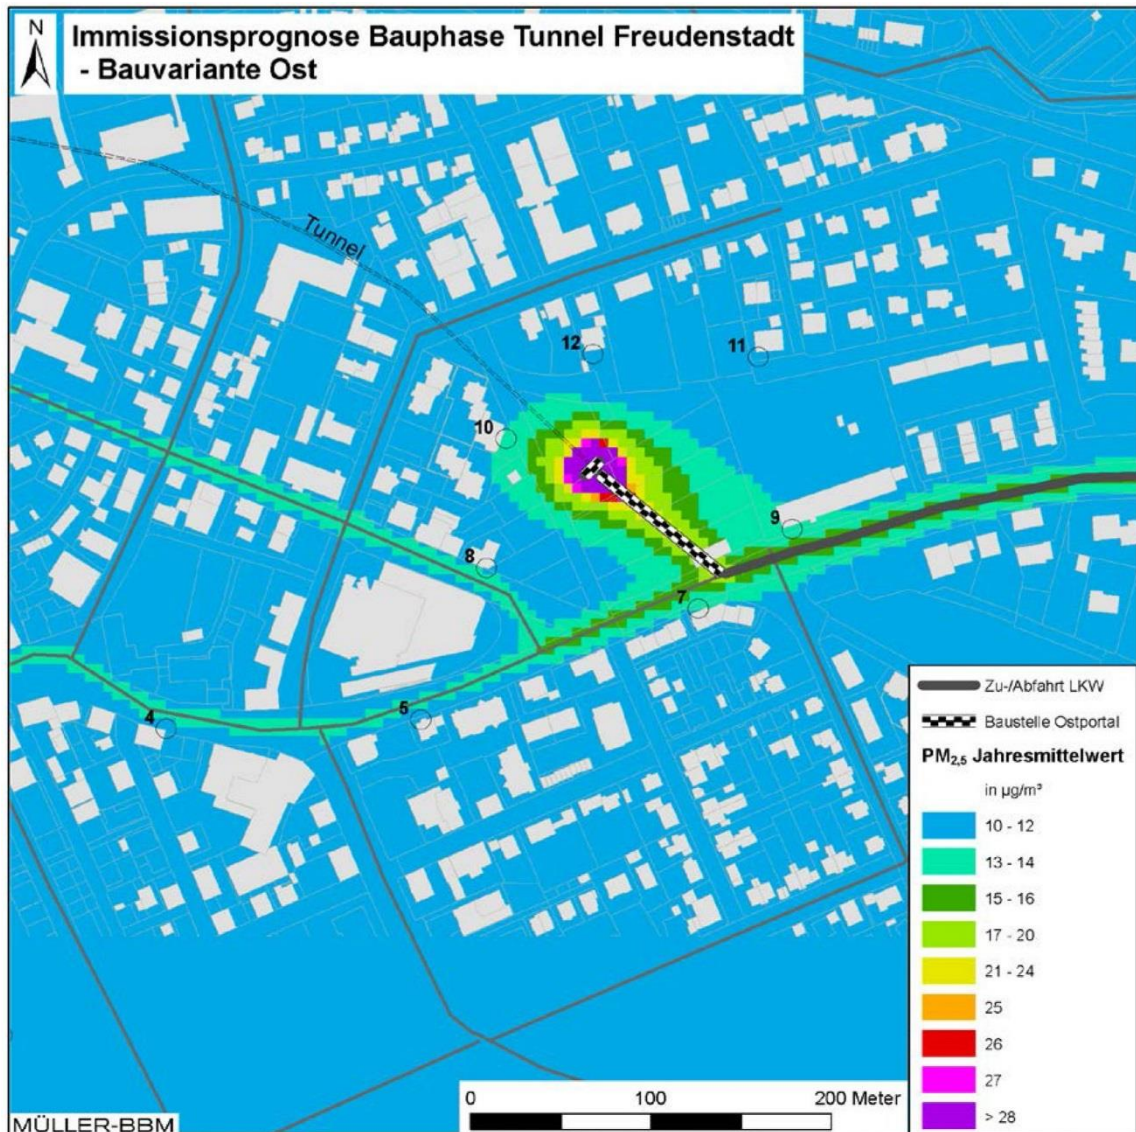 N
Immissionsprognose Bauphase Tunnel Freudenstadt
- Bauvariante Ost
Tunnel
12
11
10
9
8
7
5
4
Zu-/Abfahrt LKW
Baustelle Ostportal
PM2,5 Jahresmittelwert
in µg/m³
10 - 12
13 - 14
15 - 16
17 - 20
21 - 24
25
26
27
> 28
0 100 200 Meter
MÜLLER-BBM